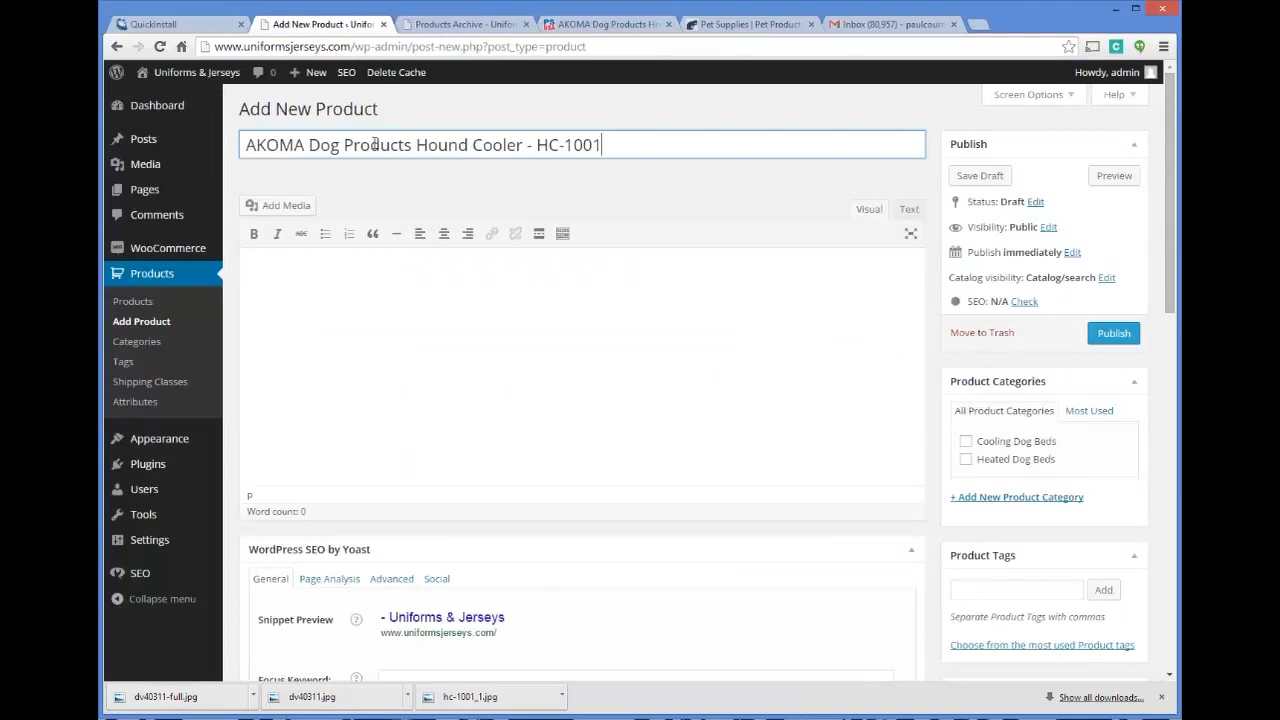 QuickInstall
Add New Product ‹ Unifor
Products Archive - Unifor
AKOMA Dog Products Ho
Pet Supplies | Pet Product
Inbox (80,957) - paulcoum
www.uniformsjerseys.com/wp-admin/post-new.php?post_type=product
Uniforms & Jerseys
0
New
SEO
Delete Cache
Howdy, admin
Dashboard
Posts
Media
Pages
Comments
WooCommerce
Products
Products
Add Product
Categories
Tags
Shipping Classes
Attributes
Appearance
Plugins
Users
Tools
Settings
SEO
Collapse menu
Screen Options
Help
Add New Product
AKOMA Dog Products Hound Cooler - HC-1001
Add Media
Visual
Text
B
I
ABC
p
Word count: 0
WordPress SEO by Yoast
General
Page Analysis
Advanced
Social
Snippet Preview
- Uniforms & Jerseys
www.uniformsjerseys.com/
Focus Keyword:
Publish
Save Draft
Preview
Status: Draft Edit
Visibility: Public Edit
Publish immediately Edit
Catalog visibility: Catalog/search Edit
SEO: N/A Check
Move to Trash
Publish
Product Categories
All Product Categories
Most Used
Cooling Dog Beds
Heated Dog Beds
+ Add New Product Category
Product Tags
Add
Separate Product Tags with commas
Choose from the most used Product tags
dv40311-full.jpg
dv40311.jpg
hc-1001_1.jpg
Show all downloads...